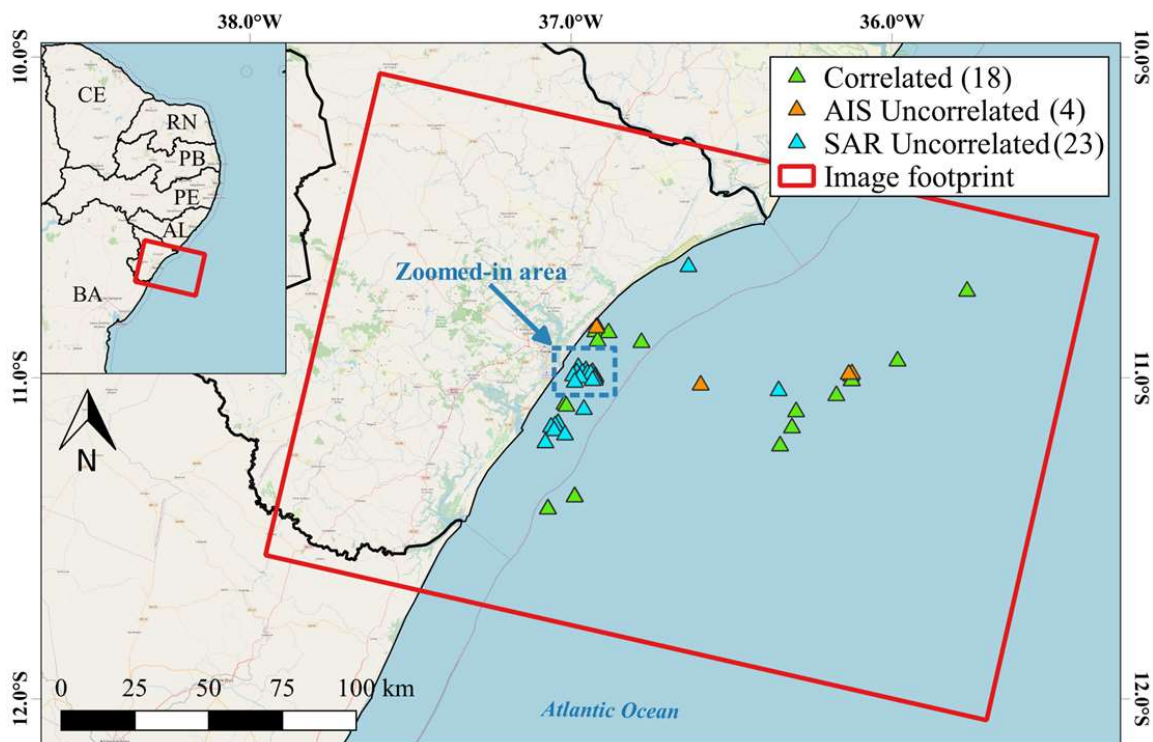 38.0°W 37.0°W 36.0°W
10.0°S 10.0°S
CE
RN
PB
PE
AL
BA
Correlated (18)
AIS Uncorrelated (4)
SAR Uncorrelated (23)
Image footprint
Zoomed-in area
11.0°S 11.0°S
N
0 25 50 75 100 km
12.0°S 12.0°S
Atlantic Ocean